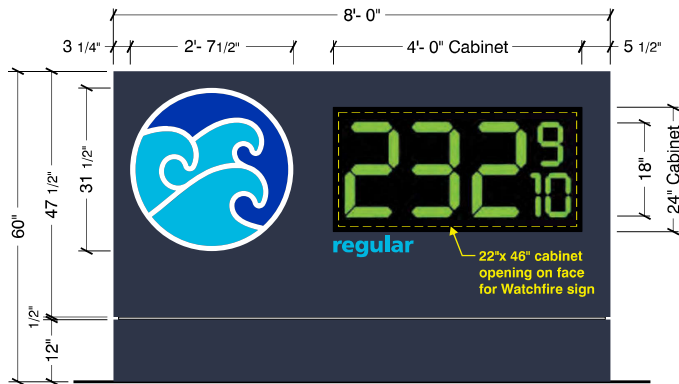 8'- 0"
3 1/4"
2'- 7 1/2"
4'- 0" Cabinet
5 1/2"
60"
47 1/2"
31 1/2"
232 9
10
18"
24" Cabinet
regular
22"x 46" cabinet
opening on face
for Watchfire sign
1/2"
12"